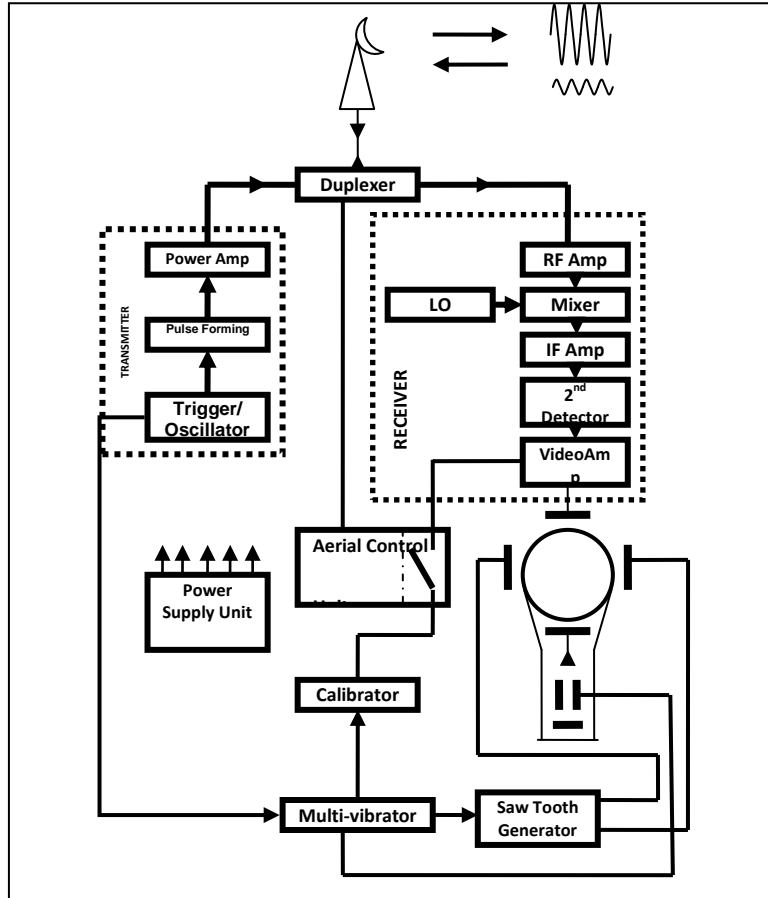 Duplexer
TRANSMITTER
Power Amp
Pulse Forming
Trigger/
Oscillator
RECEIVER
RF Amp
LO
Mixer
IF Amp
2nd
Detector
VideoAm
p
Aerial Control
Power
Supply Unit
Calibrator
Multi-vibrator
Saw Tooth
Generator